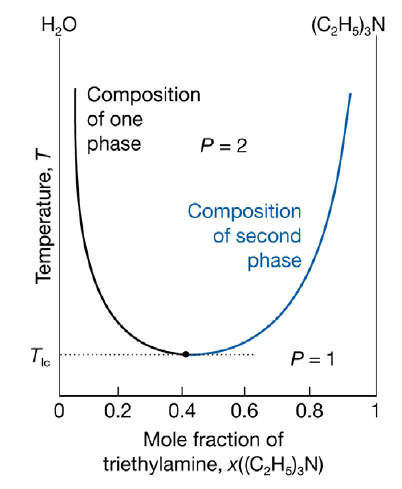 H₂O
(C₂H₅)₃N
Composition
of one
phase
P = 2
Composition
of second
phase
Temperature, T
Tlc
P = 1
0 0.2 0.4 0.6 0.8 1
Mole fraction of
triethylamine, x((C₂H₅)₃N)